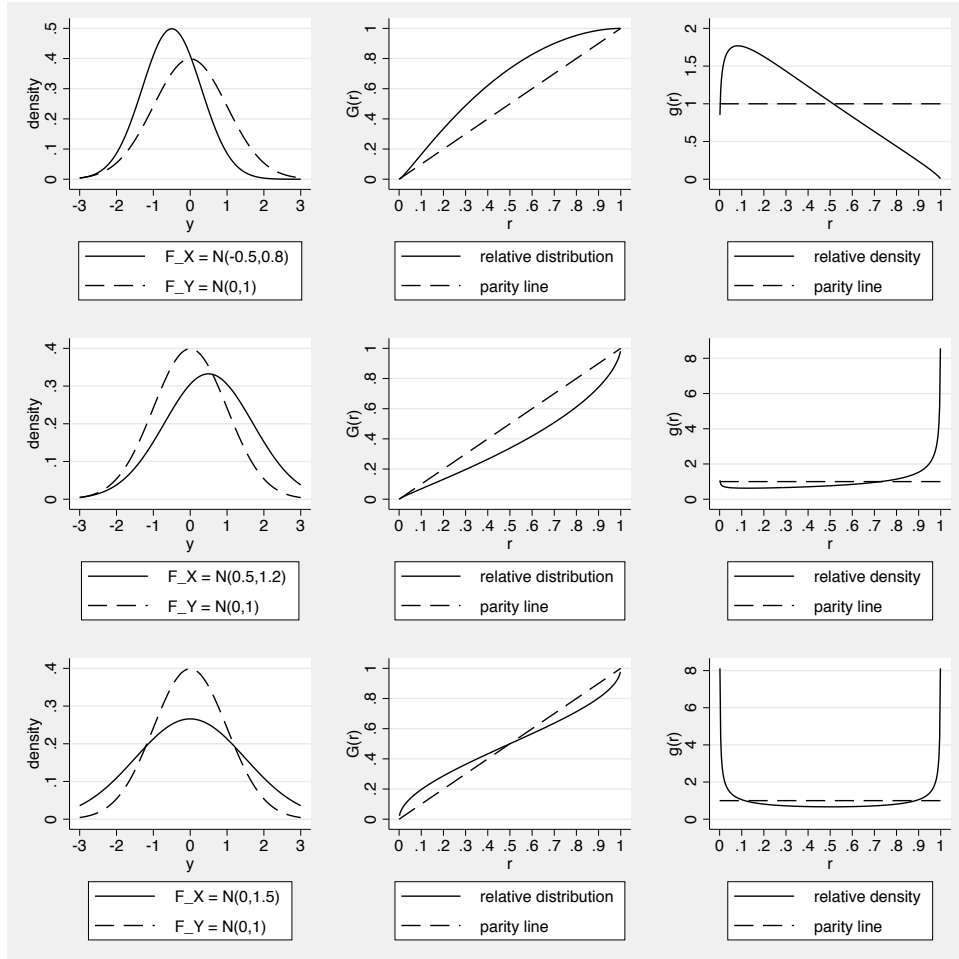 density
0 .1 .2 .3 .4 .5
-3 -2 -1 0 1 2 3
y
F_X = N(-0.5,0.8)
F_Y = N(0,1)
G(r)
0 .2 .4 .6 .8 1
0 .1 .2 .3 .4 .5 .6 .7 .8 .9 1
r
relative distribution
parity line
g(r)
0 .5 1 1.5 2
0 .1 .2 .3 .4 .5 .6 .7 .8 .9 1
r
relative density
parity line
density
0 .1 .2 .3 .4
-3 -2 -1 0 1 2 3
y
F_X = N(0.5,1.2)
F_Y = N(0,1)
G(r)
0 .2 .4 .6 .8 1
0 .1 .2 .3 .4 .5 .6 .7 .8 .9 1
r
relative distribution
parity line
g(r)
0 2 4 6 8
0 .1 .2 .3 .4 .5 .6 .7 .8 .9 1
r
relative density
parity line
density
0 .1 .2 .3 .4
-3 -2 -1 0 1 2 3
y
F_X = N(0,1.5)
F_Y = N(0,1)
G(r)
0 .2 .4 .6 .8 1
0 .1 .2 .3 .4 .5 .6 .7 .8 .9 1
r
relative distribution
parity line
g(r)
0 2 4 6 8
0 .1 .2 .3 .4 .5 .6 .7 .8 .9 1
r
relative density
parity line